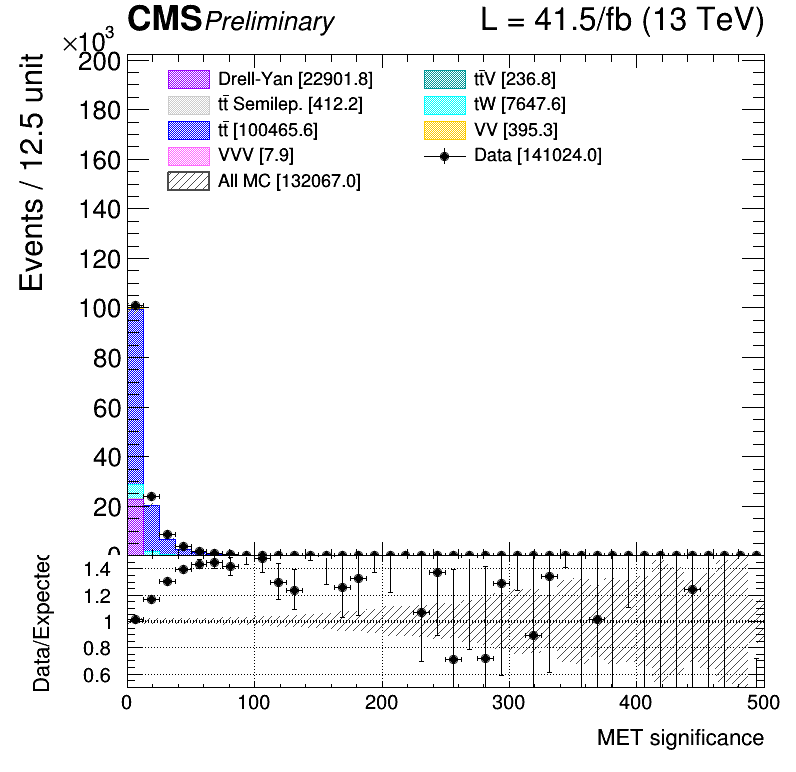 CMS Preliminary L = 41.5/fb (13 TeV)
×10³
Events / 12.5 unit
200
180
160
140
120
100
80
60
40
20
0
Drell-Yan [22901.8]
tt̄ Semilep. [412.2]
tt̄ [100465.6]
VVV [7.9]
All MC [132067.0]
tt̄V [236.8]
tW [7647.6]
VV [395.3]
Data [141024.0]
Data/Expected
1.4
1.2
1
0.8
0.6
0 100 200 300 400 500
MET significance